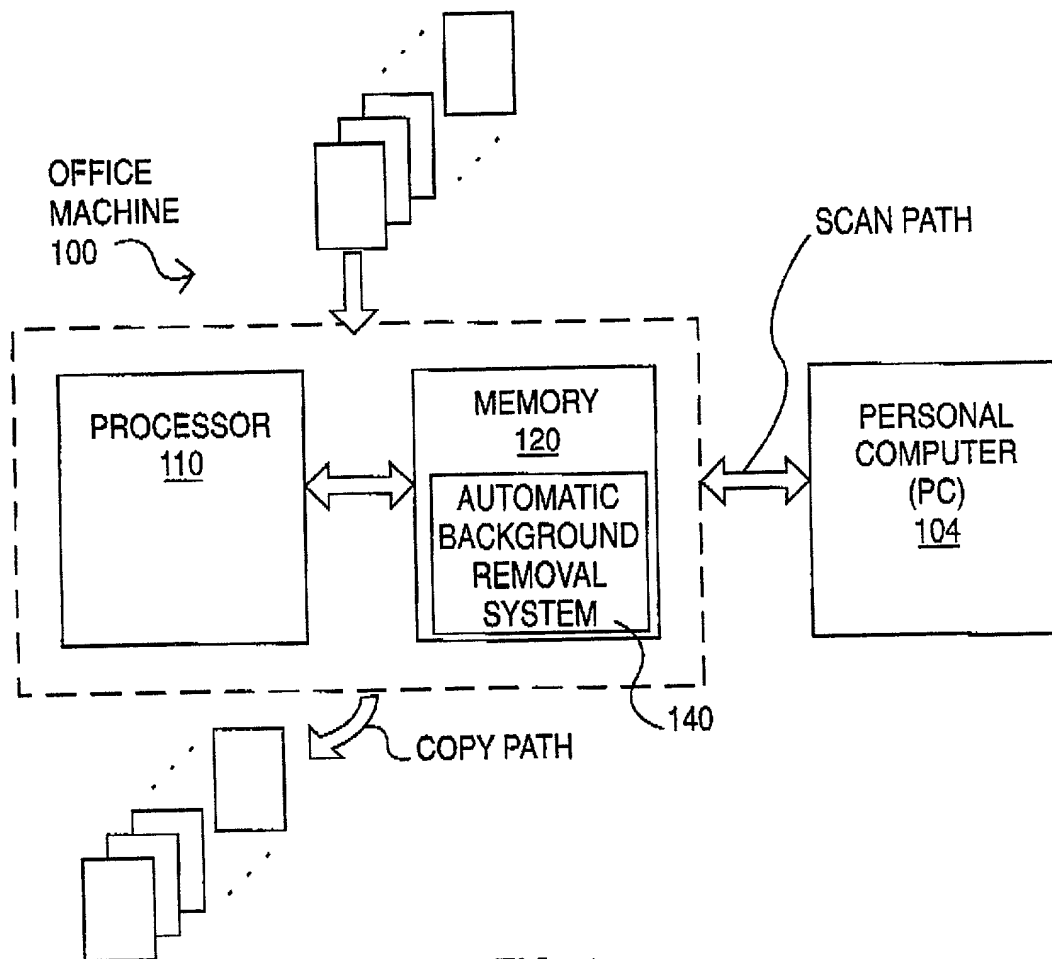 OFFICE
MACHINE
100
SCAN PATH
PROCESSOR
110
MEMORY
120
AUTOMATIC
BACKGROUND
REMOVAL
SYSTEM
PERSONAL
COMPUTER
(PC)
104
140
COPY PATH